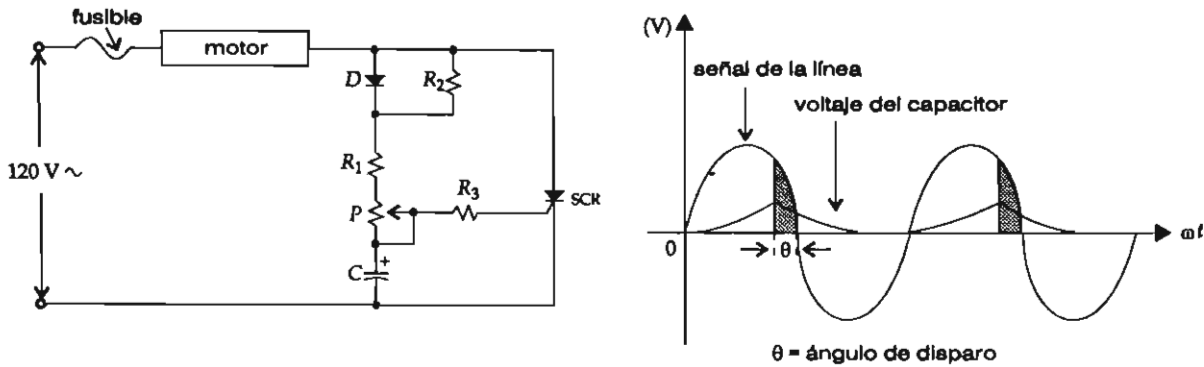 fusible
motor
D
R2
120 V ~
R1
P
R3
SCR
C
+
(V)
señal de la línea
voltaje del capacitor
0
θ
ωt
θ = ángulo de disparo